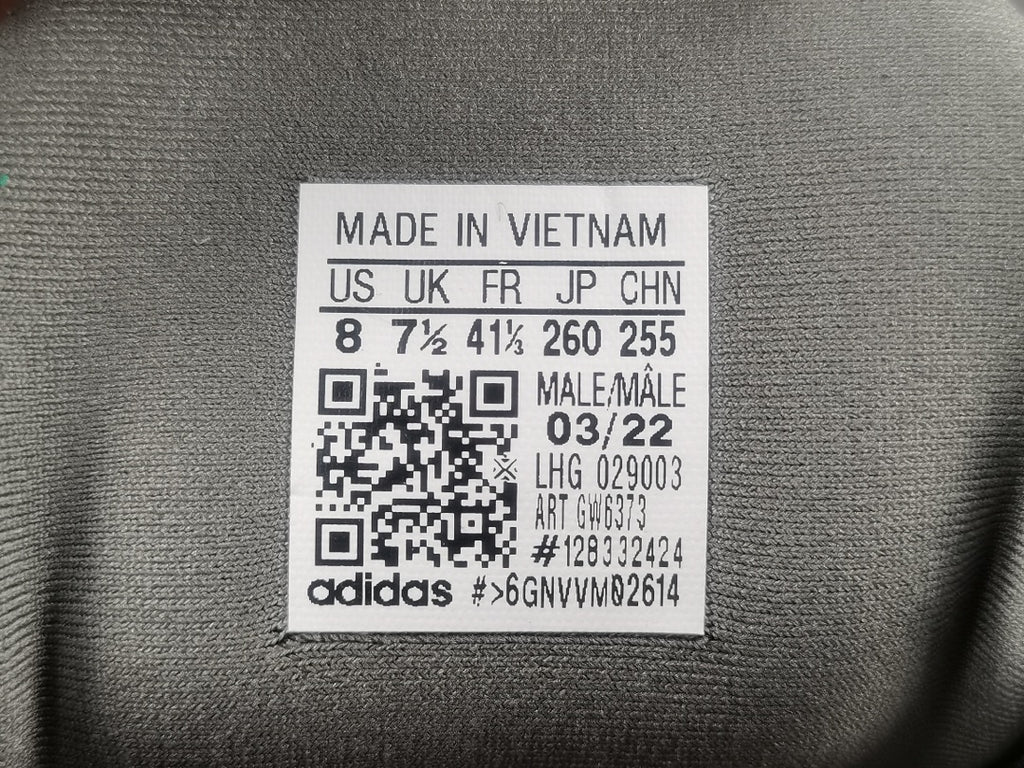 MADE IN VIETNAM
US UK FR JP CHN
8 7½ 41⅓ 260 255
MALE/MÂLE
03/22
LHG 029003
ART GW6373
#128332424
adidas #>6GNVVM02614